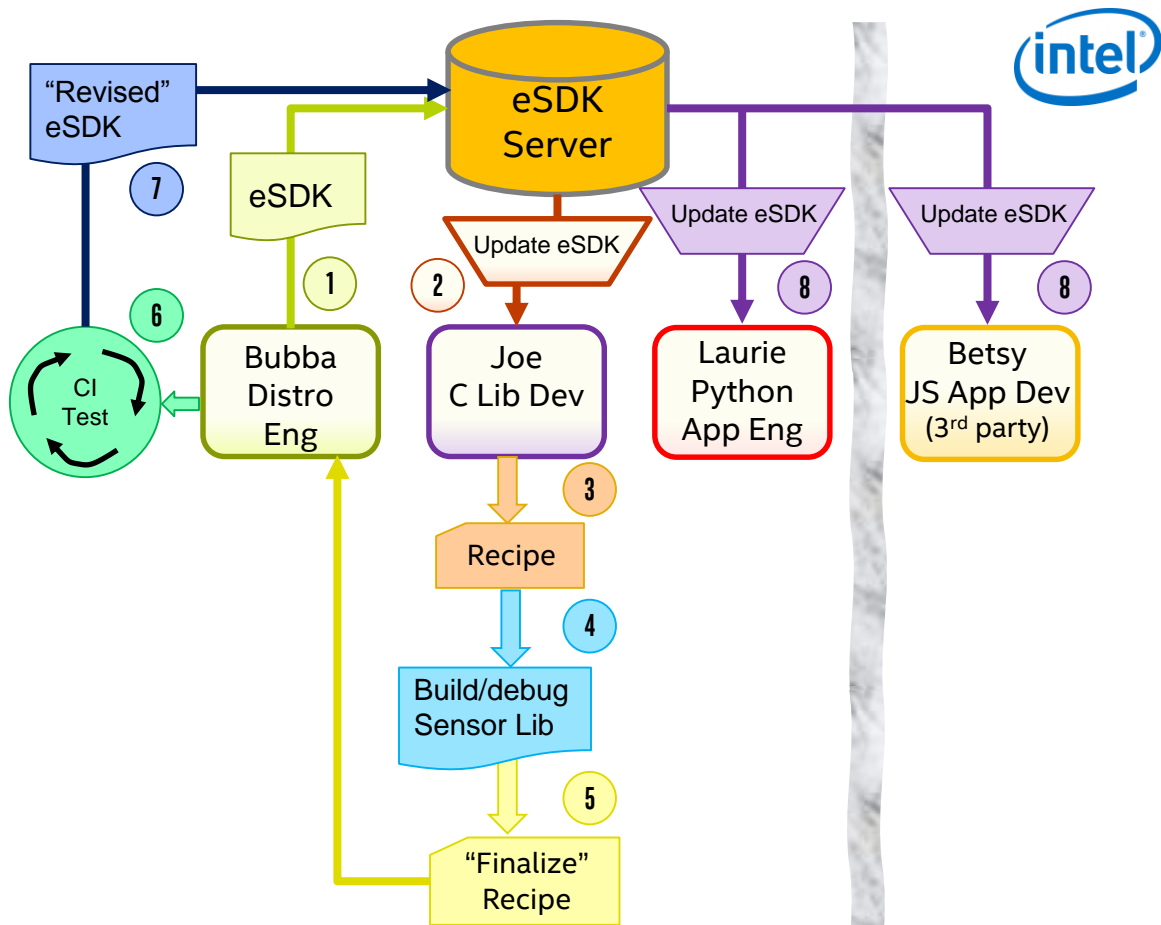 intel®
"Revised"
eSDK
eSDK
Server
7
eSDK
1
Update eSDK
2
Update eSDK
8
Update eSDK
8
6
CI
Test
Bubba
Distro
Eng
Joe
C Lib Dev
Laurie
Python
App Eng
Betsy
JS App Dev
(3rd party)
3
Recipe
4
Build/debug
Sensor Lib
5
"Finalize"
Recipe